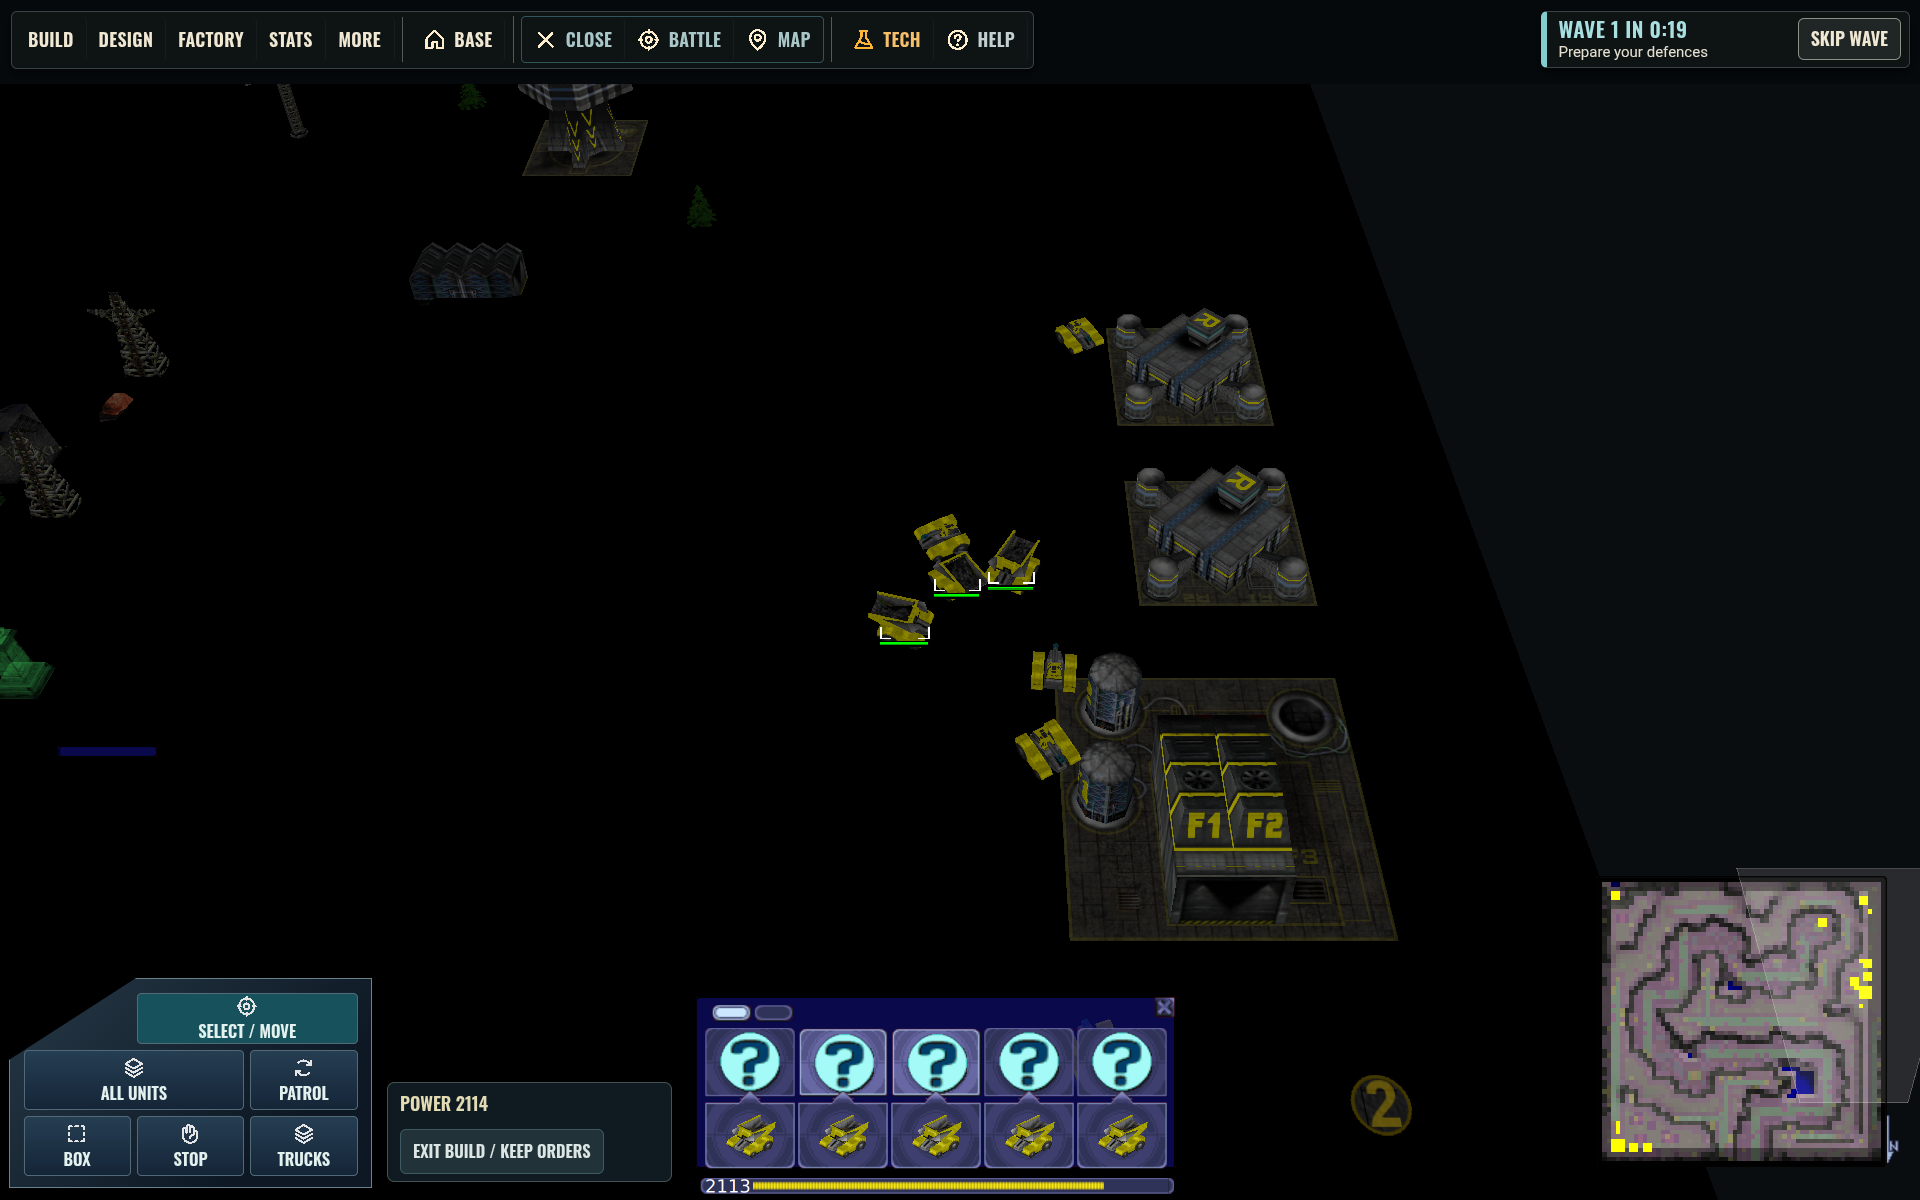 BUILD DESIGN FACTORY STATS MORE BASE CLOSE BATTLE MAP TECH HELP
WAVE 1 IN 0:19
Prepare your defences
SKIP WAVE
R
R
F1 F2
F3
SELECT / MOVE
ALL UNITS PATROL
BOX STOP TRUCKS
POWER 2114
EXIT BUILD / KEEP ORDERS
? ? ? ? ?
2113
2
N